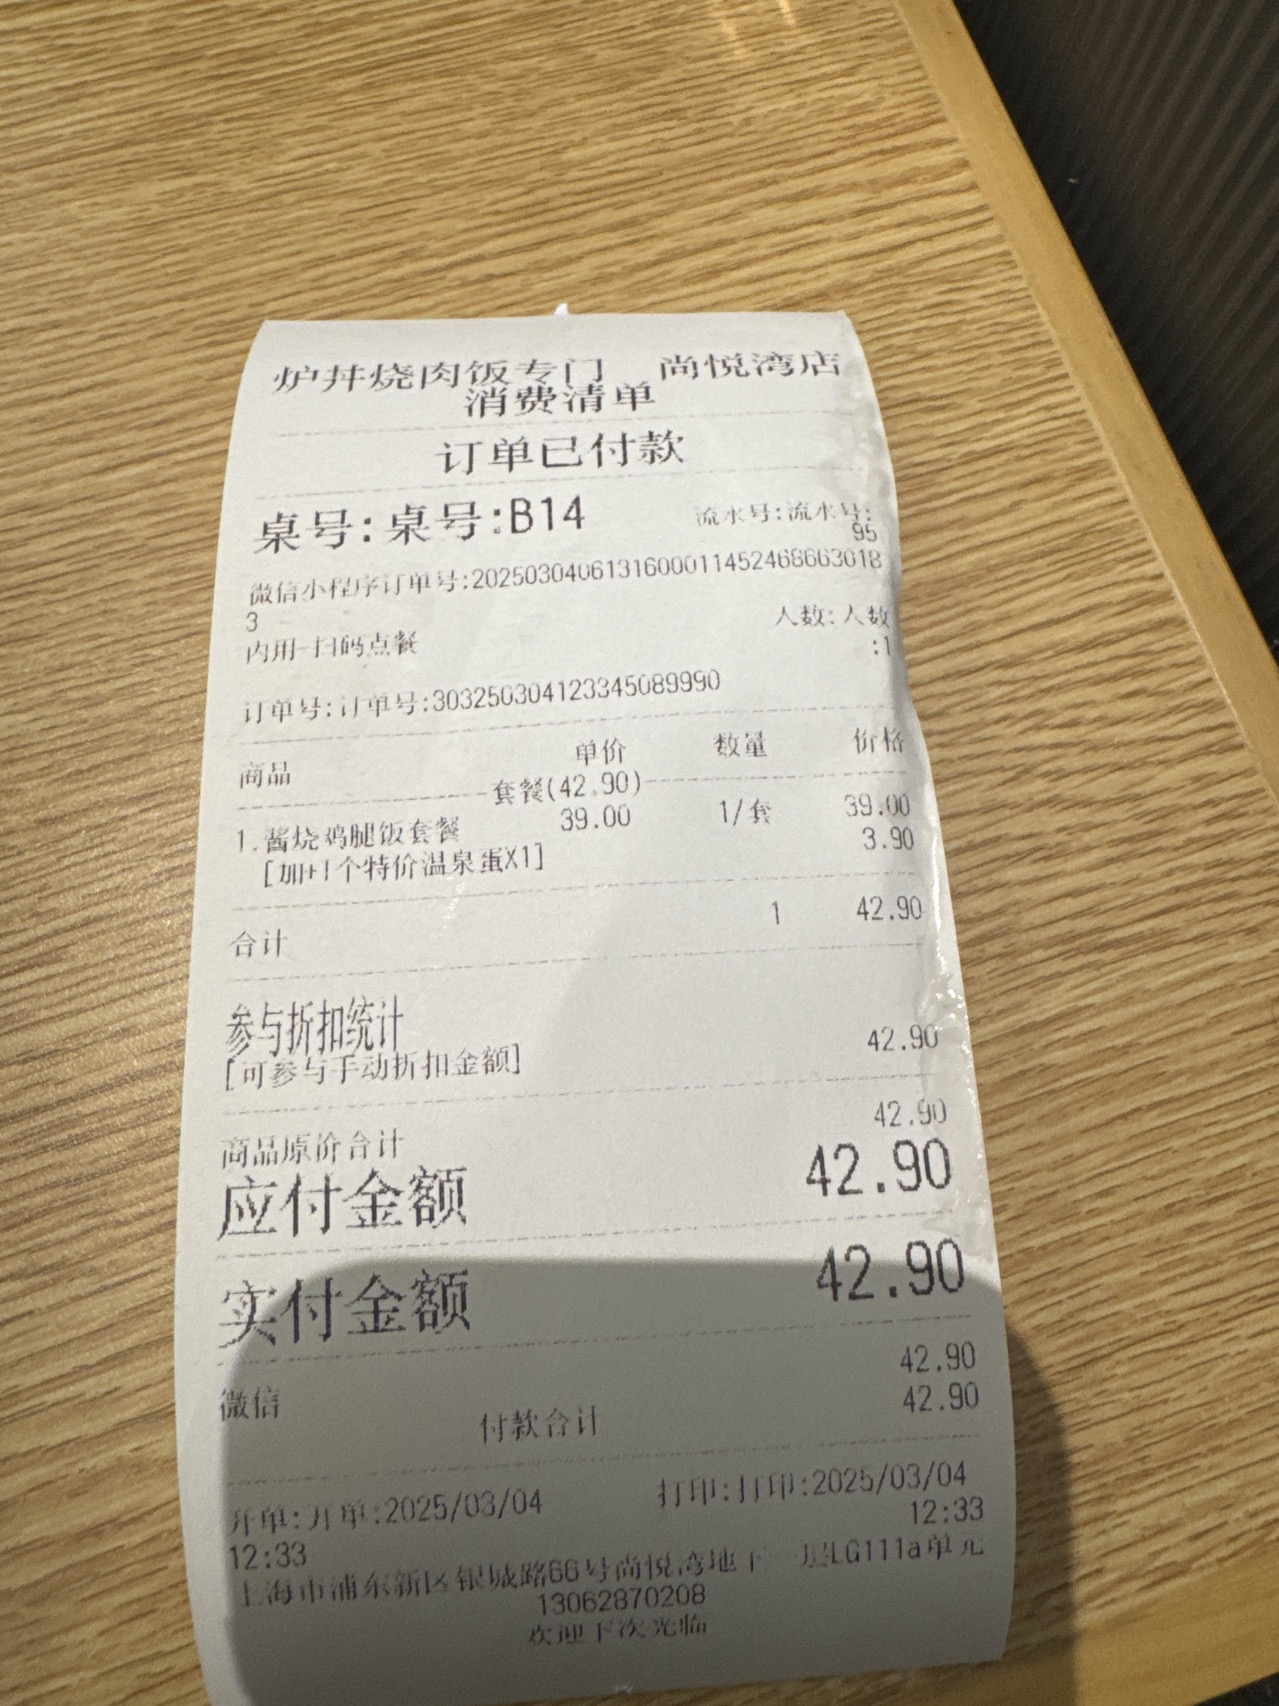 炉丼烧肉饭专门 尚悦湾店
消费清单
订单已付款
桌号:桌号:B14 流水号:流水号:
95
微信小程序订单号:2025030406131600011452468663018
3
内用-扫码点餐 人数:人数
:1
订单号:订单号:303250304123345089990
商品 单价 数量 价格
套餐(42.90)
1.酱烧鸡腿饭套餐 39.00 1/套 39.00
[加+1个特价温泉蛋X1] 3.90
合计 1 42.90
参与折扣统计
[可参与手动折扣金额] 42.90
商品原价合计 42.90
应付金额 42.90
实付金额 42.90
微信 42.90
付款合计 42.90
开单:开单:2025/03/04 打印:打印:2025/03/04
12:33 12:33
上海市浦东新区银城路66号尚悦湾地下一层LG111a单元
13062870208
欢迎下次光临